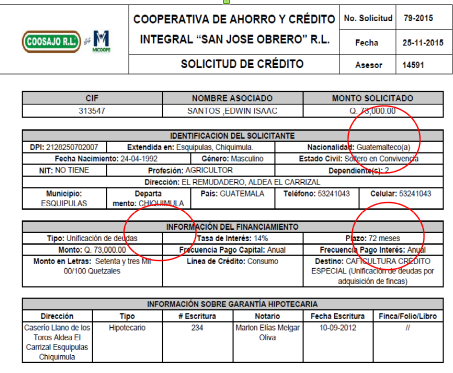 COOSAJO R.L.
MICOOPE
COOPERATIVA DE AHORRO Y CRÉDITO
INTEGRAL “SAN JOSE OBRERO” R.L.
SOLICITUD DE CRÉDITO
No. Solicitud 79-2015
Fecha 25-11-2015
Asesor 14591
CIF NOMBRE ASOCIADO MONTO SOLICITADO
313547 SANTOS ,EDWIN ISAAC Q. 73,000.00
IDENTIFICACION DEL SOLICITANTE
DPI: 2128250702007 Extendida en: Esquipulas, Chiquimula. Nacionalidad: Guatemalteco(a)
Fecha Nacimiento: 24-04-1992 Género: Masculino Estado Civil: Soltero en Convivencia
NIT: NO TIENE Profesión: AGRICULTOR Dependiente(s): 2
Dirección: EL REMUDADERO, ALDEA EL CARRIZAL
Municipio: ESQUIPULAS Departa mento: CHIQUIMULA País: GUATEMALA Teléfono: 53241043 Celular: 53241043
INFORMACIÓN DEL FINANCIAMIENTO
Tipo: Unificación de deudas Tasa de Interés: 14% Plazo: 72 meses
Monto: Q. 73,000.00 Frecuencia Pago Capital: Anual Frecuencia Pago Interés: Anual
Monto en Letras: Setenta y tres Mil Línea de Crédito: Consumo Destino: CAFICULTURA CREDITO
00/100 Quetzales ESPECIAL (Unificación de deudas por
adquisición de fincas)
INFORMACIÓN SOBRE GARANTÍA HIPOTECARIA
Dirección Tipo # Escritura Notario Fecha Escritura Finca/Folio/Libro
Caserío Llano de los Hipotecario 234 Marlon Elías Melgar 10-09-2012 //
Toros Aldea El Oliva
Carrizal Esquipulas
Chiquimula